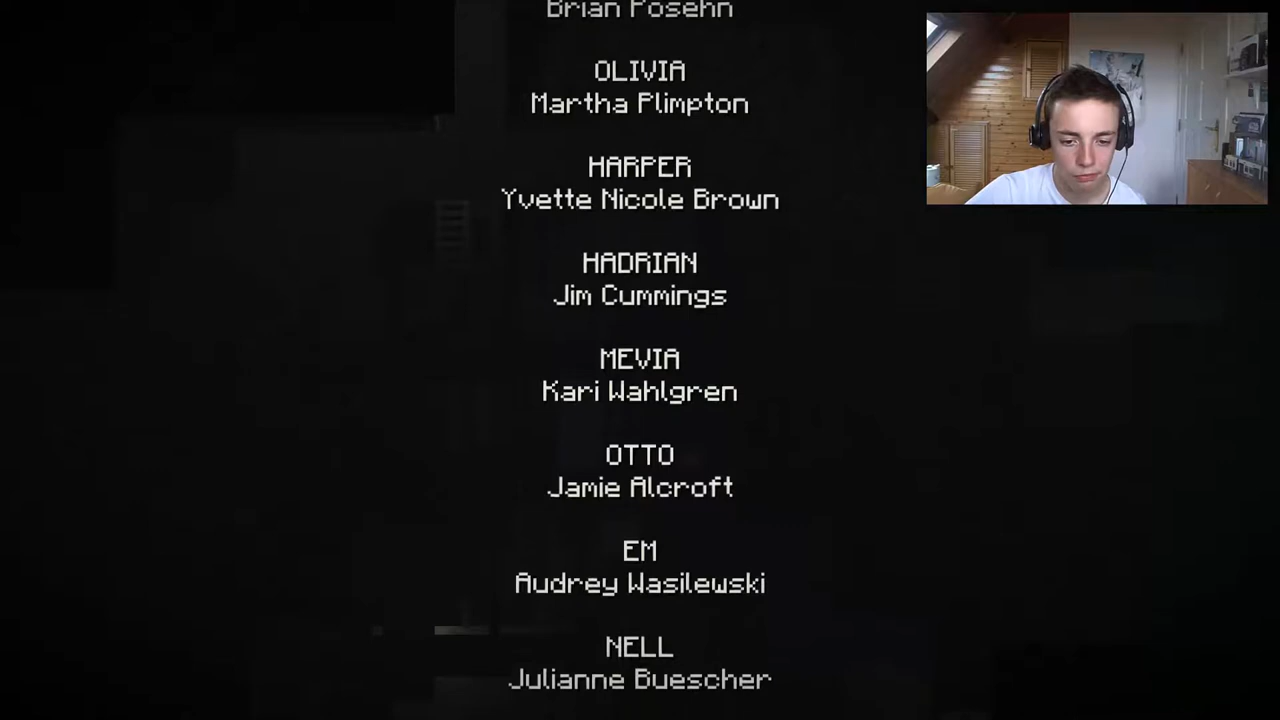 Brian Posehn
OLIVIA
Martha Plimpton
HARPER
Yvette Nicole Brown
HADRIAN
Jim Cummings
MEVIA
Kari Wahlgren
OTTO
Jamie Alcroft
EM
Audrey Wasilewski
NELL
Julianne Buescher